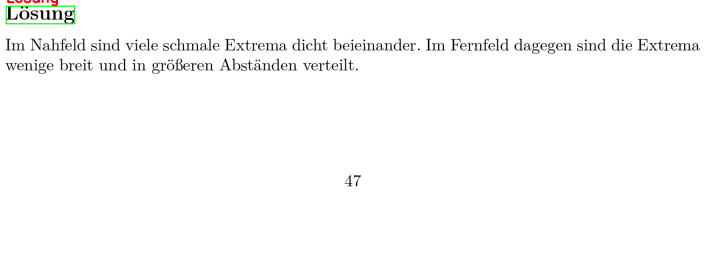 Lösung
Lösung
Im Nahfeld sind viele schmale Extrema dicht beieinander. Im Fernfeld dagegen sind die Extrema
wenige breit und in größeren Abständen verteilt.
47